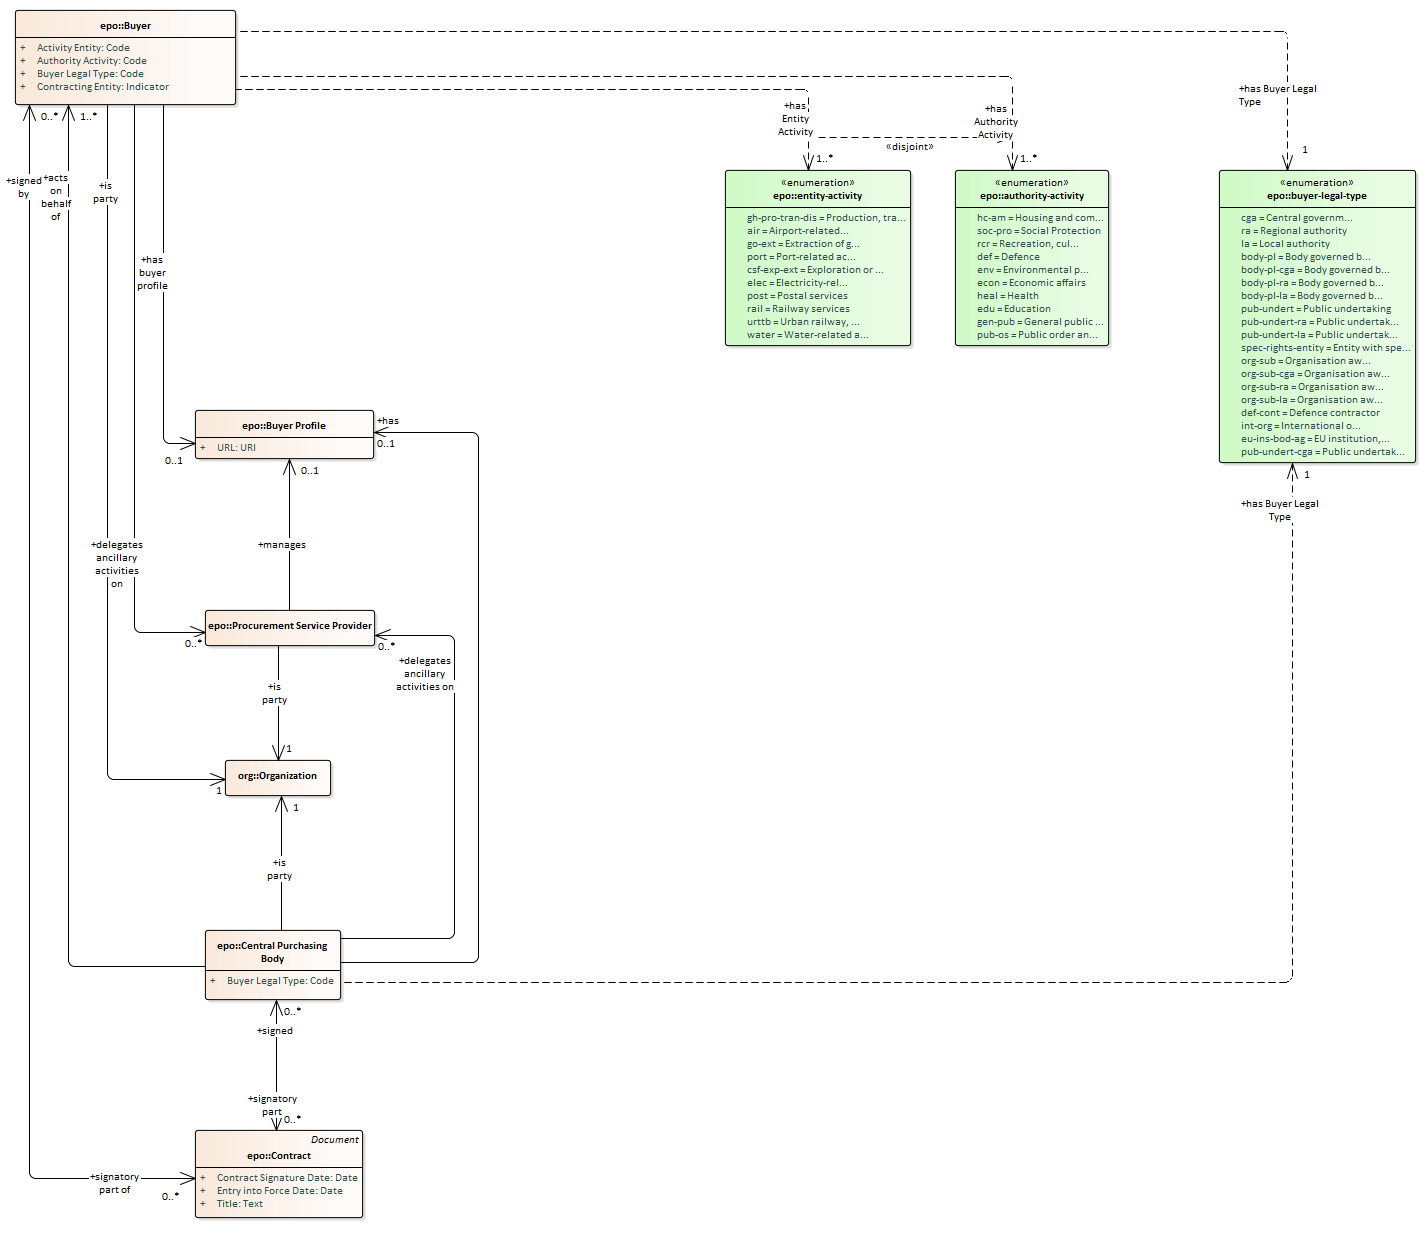 epo::Buyer
+ Activity Entity: Code
+ Authority Activity: Code
+ Buyer Legal Type: Code
+ Contracting Entity: Indicator
0..*
1..*
+signed
by
+acts
on
behalf
of
+is
party
+has
buyer
profile
+has
Entity
Activity
1..*
«disjoint»
+has
Authority
Activity
1..*
+has Buyer Legal
Type
1
«enumeration»
epo::entity-activity
gh-pro-tran-dis = Production, tra...
air = Airport-related...
go-ext = Extraction of g...
port = Port-related ac...
csf-exp-ext = Exploration or ...
elec = Electricity-rel...
post = Postal services
rail = Railway services
urttb = Urban railway, ...
water = Water-related a...
«enumeration»
epo::authority-activity
hc-am = Housing and com...
soc-pro = Social Protection
rcr = Recreation, cul...
def = Defence
env = Environmental p...
econ = Economic affairs
heal = Health
edu = Education
gen-pub = General public ...
pub-os = Public order an...
«enumeration»
epo::buyer-legal-type
cga = Central governm...
ra = Regional authority
la = Local authority
body-pl = Body governed b...
body-pl-cga = Body governed b...
body-pl-ra = Body governed b...
body-pl-la = Body governed b...
pub-undert = Public undertaking
pub-undert-ra = Public undertak...
pub-undert-la = Public undertak...
spec-rights-entity = Entity with spe...
org-sub = Organisation aw...
org-sub-cga = Organisation aw...
org-sub-ra = Organisation aw...
org-sub-la = Organisation aw...
def-cont = Defence contractor
int-org = International o...
eu-ins-bod-ag = EU institution,...
pub-undert-cga = Public undertak...
1
+has Buyer Legal
Type
epo::Buyer Profile
+ URL: URI
0..1
+has
0..1
0..1
+manages
+delegates
ancillary
activities
on
epo::Procurement Service Provider
0..*
0..*
+delegates
ancillary
activities on
+is
party
1
org::Organization
1
1
+is
party
epo::Central Purchasing
Body
+ Buyer Legal Type: Code
0..*
+signed
+signatory
part
0..*
Document
epo::Contract
+ Contract Signature Date: Date
+ Entry into Force Date: Date
+ Title: Text
+signatory
part of
0..*